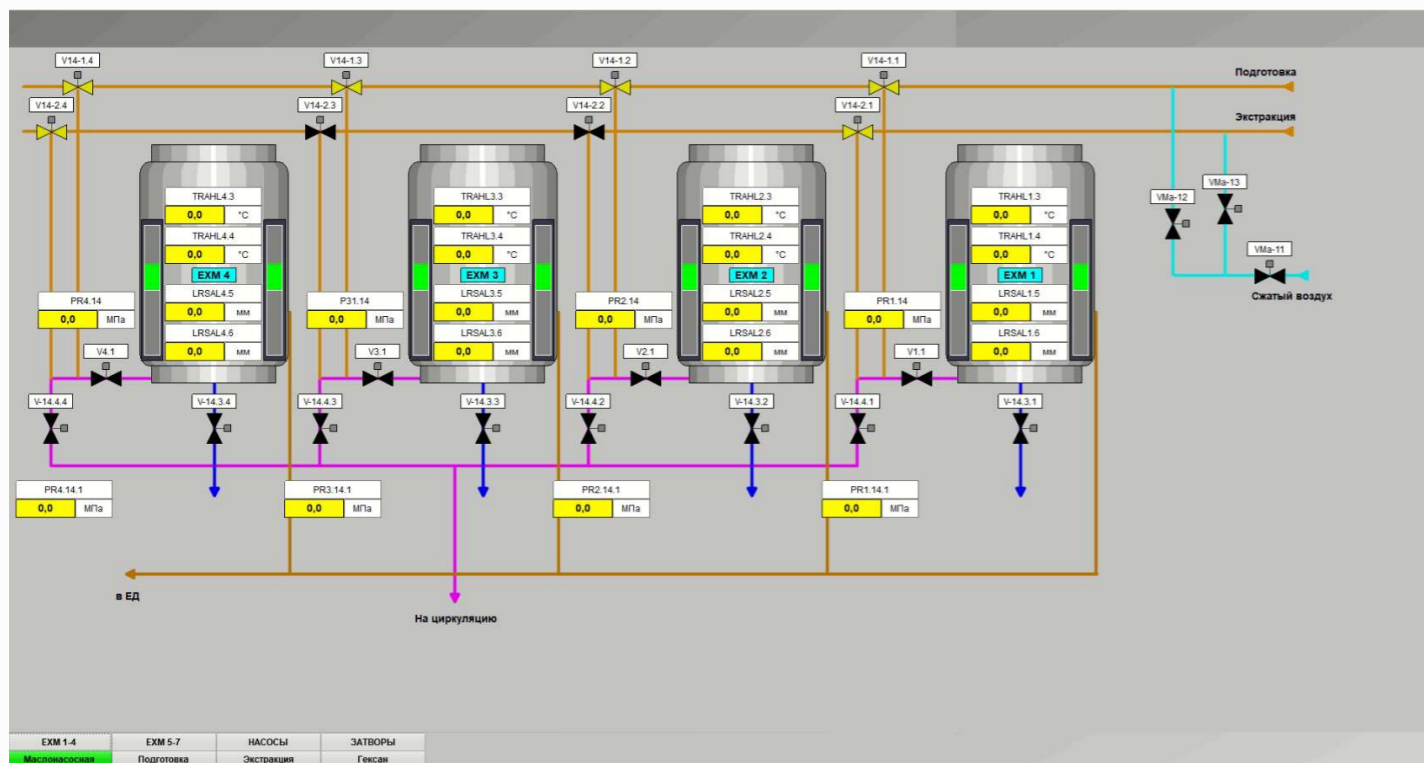 V14-1.4
V14-1.3
V14-1.2
V14-1.1
Подготовка
V14-2.4
V14-2.3
V14-2.2
V14-2.1
Экстракция
VMa-13
VMa-12
VMa-11
Сжатый воздух
TRAHL4.3
0,0 °C
TRAHL4.4
0,0 °C
EXM 4
LRSAL4.5
0,0 мм
LRSAL4.6
0,0 мм
TRAHL3.3
0,0 °C
TRAHL3.4
0,0 °C
EXM 3
LRSAL3.5
0,0 мм
LRSAL3.6
0,0 мм
TRAHL2.3
0,0 °C
TRAHL2.4
0,0 °C
EXM 2
LRSAL2.5
0,0 мм
LRSAL2.6
0,0 мм
TRAHL1.3
0,0 °C
TRAHL1.4
0,0 °C
EXM 1
LRSAL1.5
0,0 мм
LRSAL1.6
0,0 мм
PR4.14
0,0 МПа
P31.14
0,0 МПа
PR2.14
0,0 МПа
PR1.14
0,0 МПа
V4.1
V3.1
V2.1
V1.1
V-14.4.4
V-14.3.4
V-14.4.3
V-14.3.3
V-14.4.2
V-14.3.2
V-14.4.1
V-14.3.1
PR4.14.1
0,0 МПа
PR3.14.1
0,0 МПа
PR2.14.1
0,0 МПа
PR1.14.1
0,0 МПа
в ЕД
На циркуляцию
EXM 1-4 EXM 5-7 НАСОСЫ ЗАТВОРЫ
Маслонасосная Подготовка Экстракция Гексан